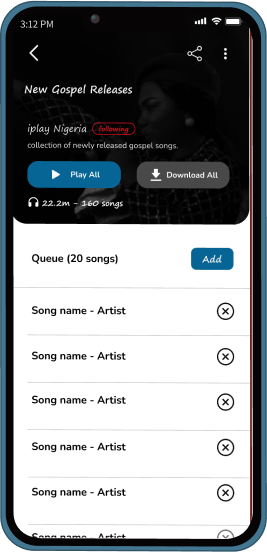 3:12 PM
New Gospel Releases
iplay Nigeria following
collection of newly released gospel songs.
Play All
Download All
22.2m - 160 songs
Queue (20 songs)
Add
Song name - Artist
Song name - Artist
Song name - Artist
Song name - Artist
Song name - Artist
Song name - Artist